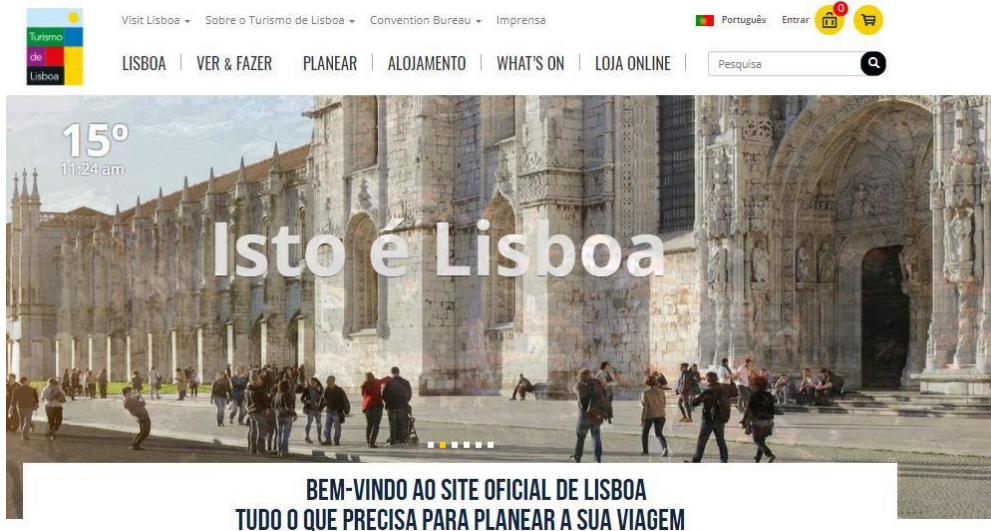 Visit Lisboa Sobre o Turismo de Lisboa Convention Bureau Imprensa Português Entrar 0
Turismo
de
Lisboa
LISBOA VER & FAZER PLANEAR ALOJAMENTO WHAT'S ON LOJA ONLINE Pesquisa
15º
11:24 am
Isto é Lisboa
BEM-VINDO AO SITE OFICIAL DE LISBOA
TUDO O QUE PRECISA PARA PLANEAR A SUA VIAGEM